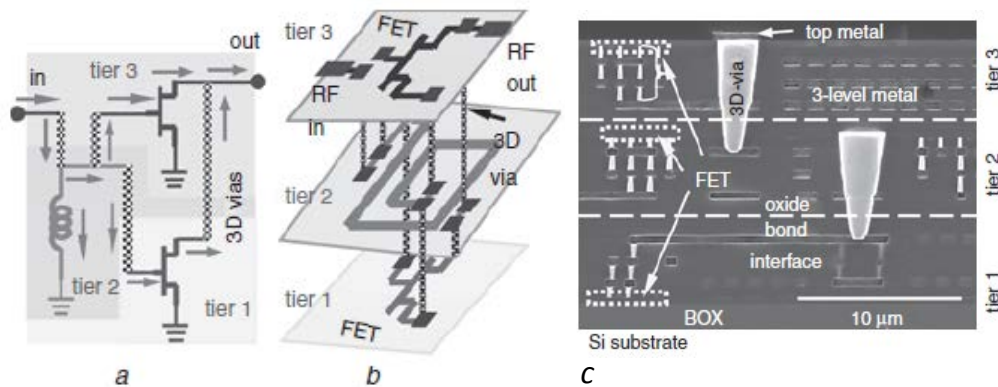 in
tier 3
out
3D vias
tier 2
tier 1
a
tier 3
FET
RF
out
RF
in
3D
via
tier 2
tier 1
FET
b
top metal
3D-via
3-level metal
tier 3
FET
tier 2
oxide
bond
interface
tier 1
BOX
10 μm
Si substrate
c